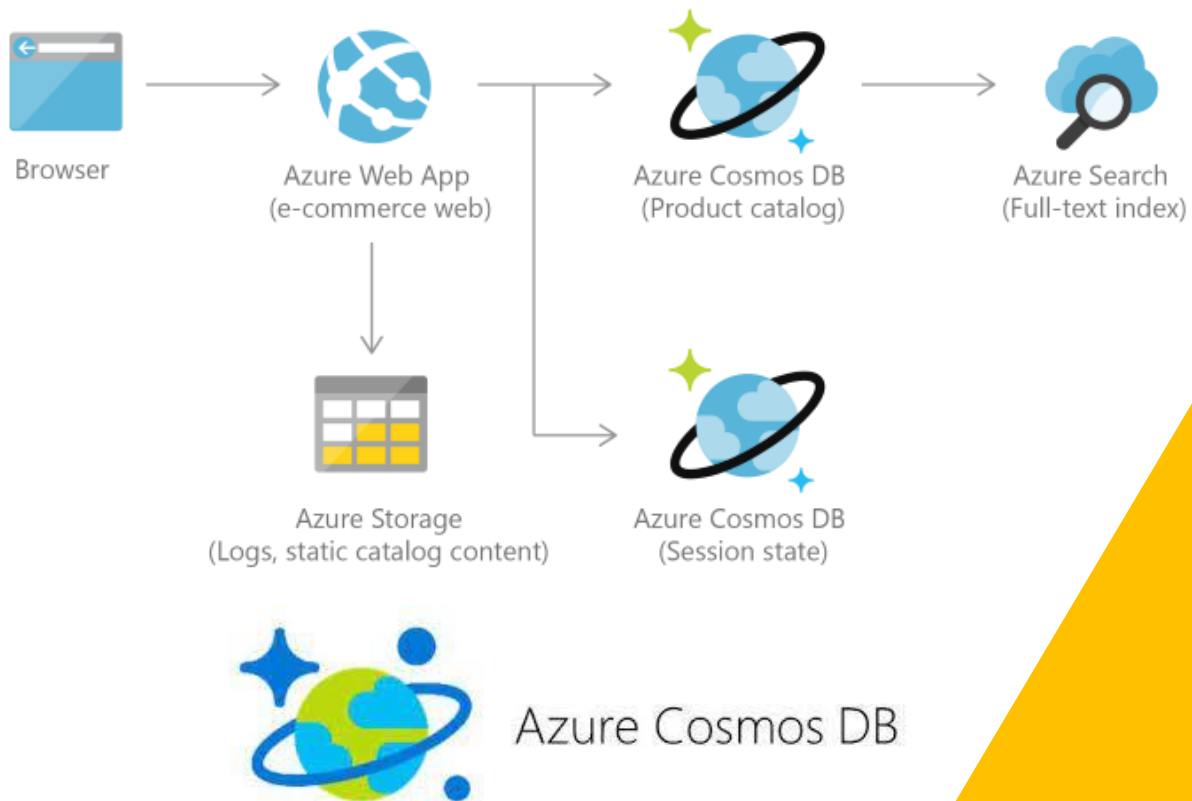 Browser
Azure Web App
(e-commerce web)
Azure Cosmos DB
(Product catalog)
Azure Search
(Full-text index)
Azure Storage
(Logs, static catalog content)
Azure Cosmos DB
(Session state)
Azure Cosmos DB